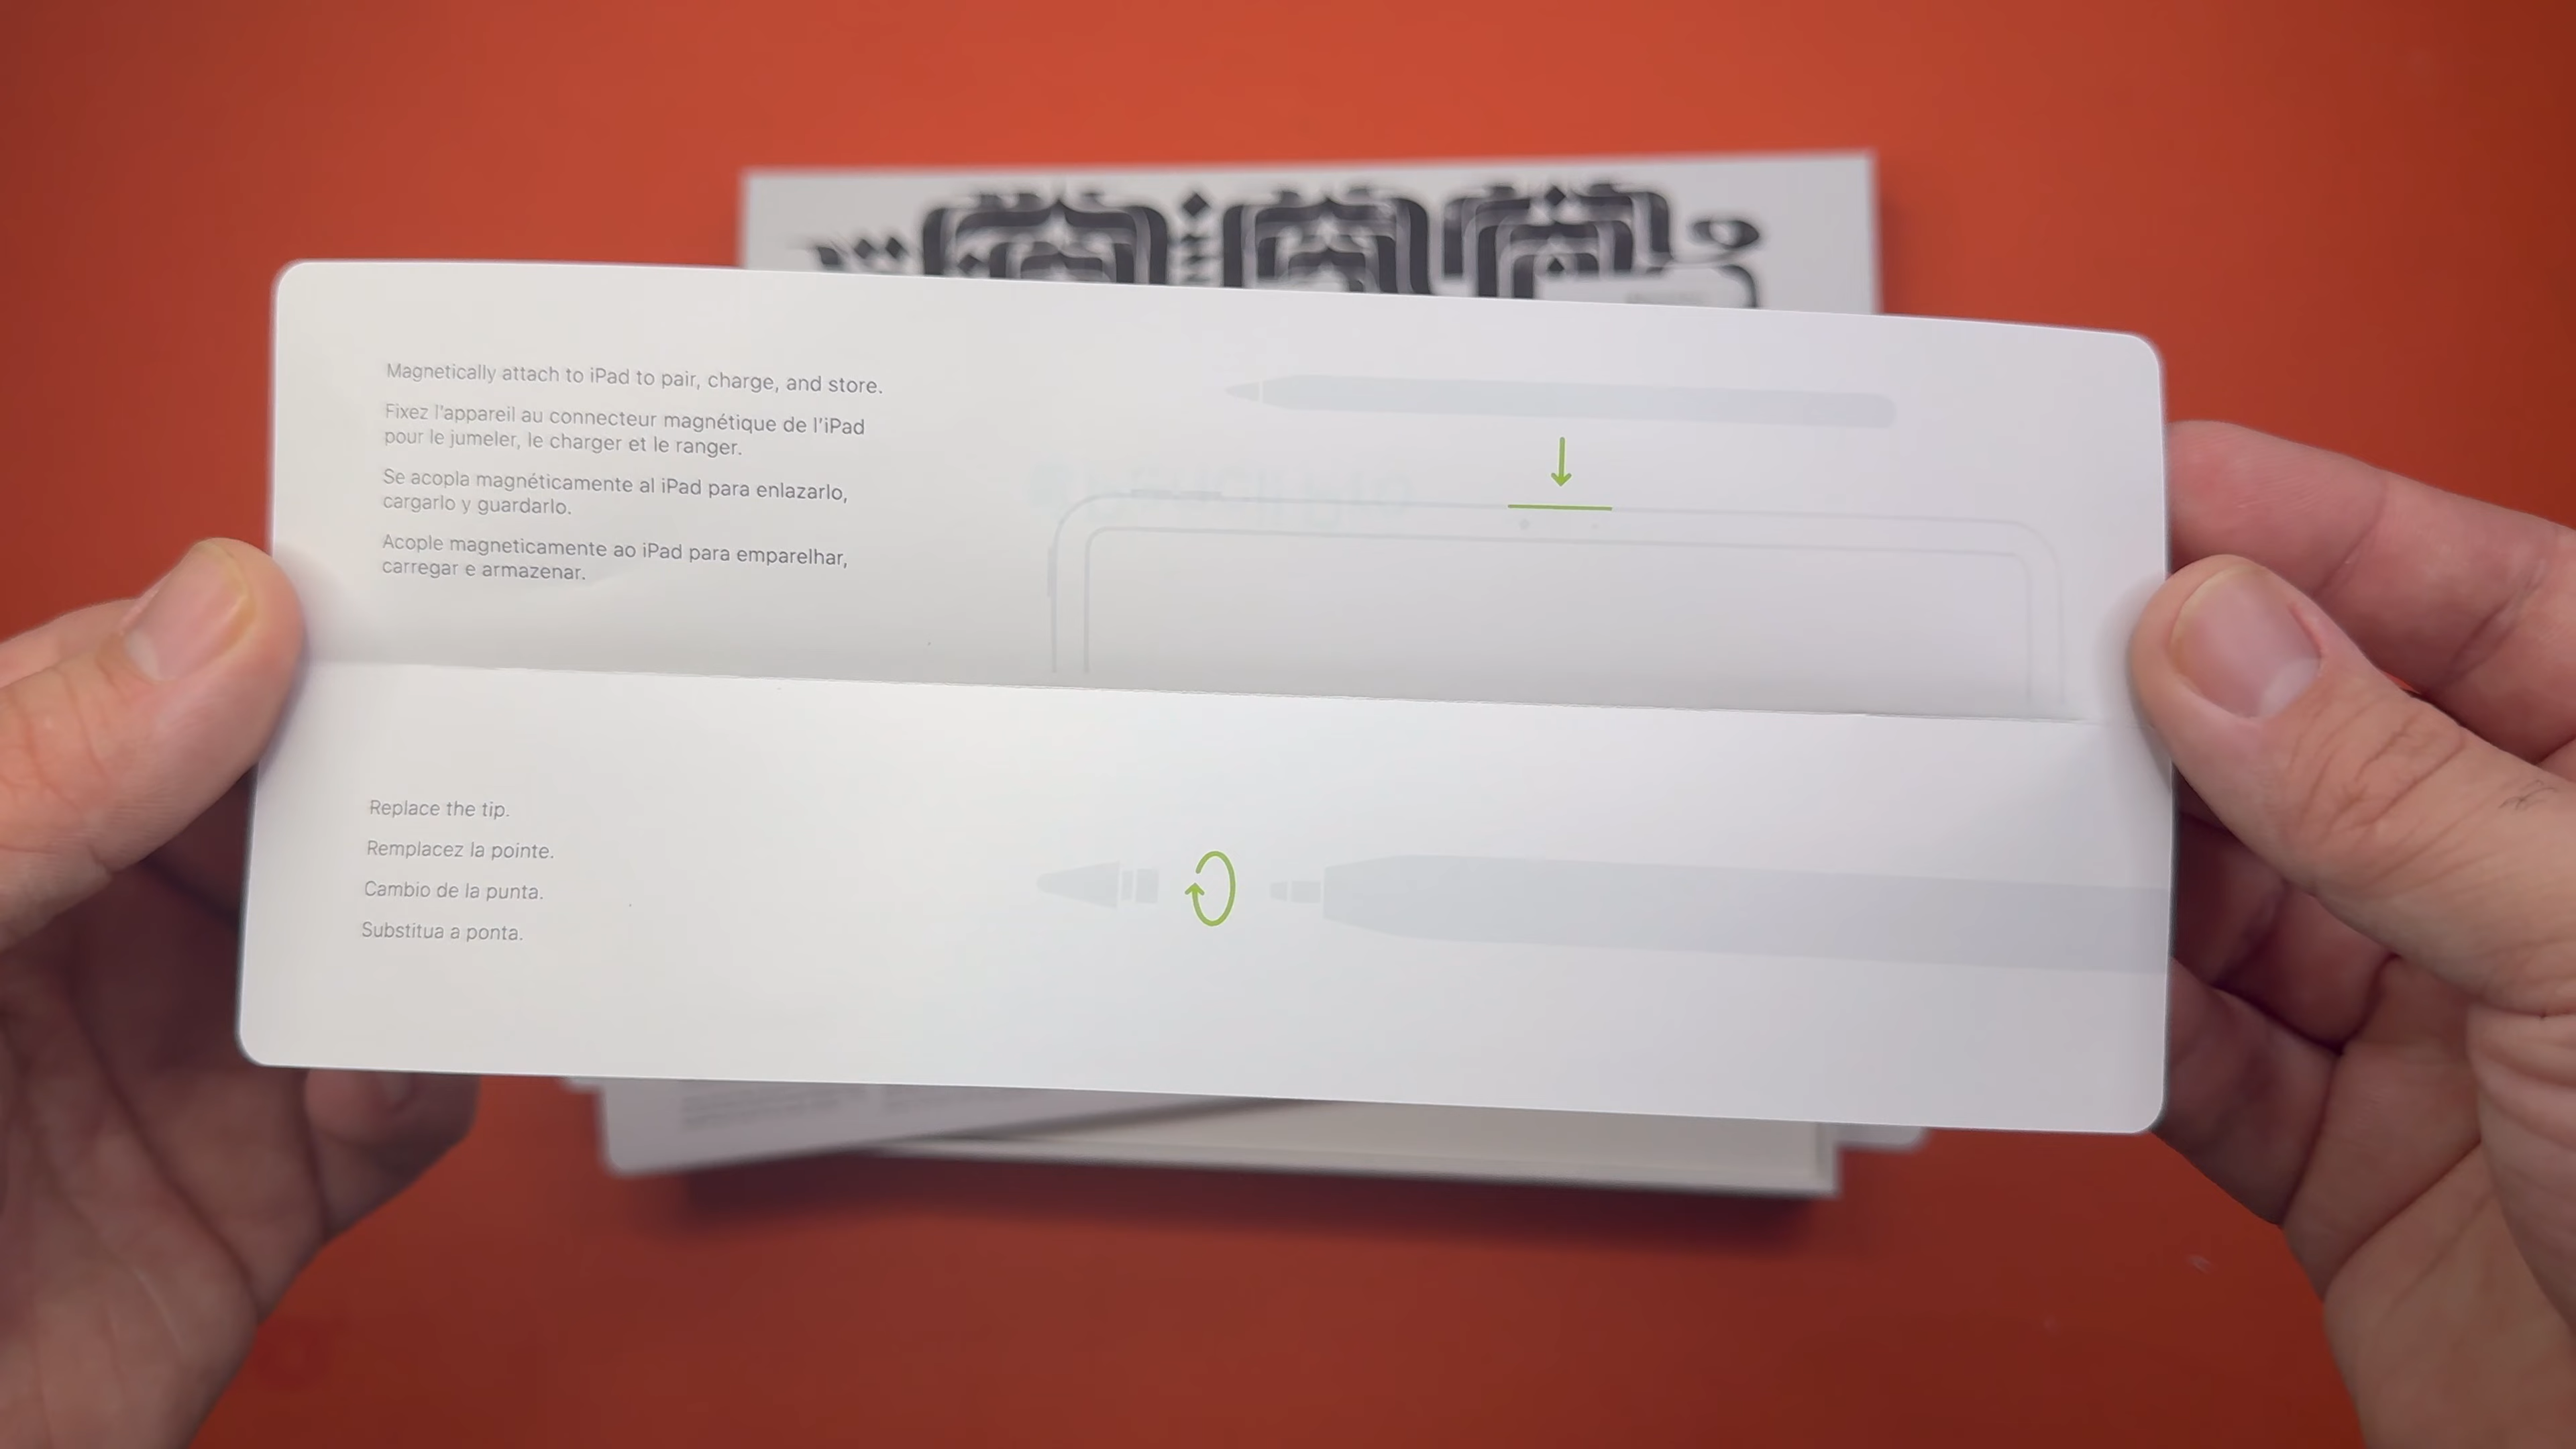 Magnetically attach to iPad to pair, charge, and store.
Fixez l'appareil au connecteur magnétique de l'iPad
pour le jumeler, le charger et le ranger.
Se acopla magnéticamente al iPad para enlazarlo,
cargarlo y guardarlo.
Acople magneticamente ao iPad para emparelhar,
carregar e armazenar.
Replace the tip.
Remplacez la pointe.
Cambio de la punta.
Substitua a ponta.